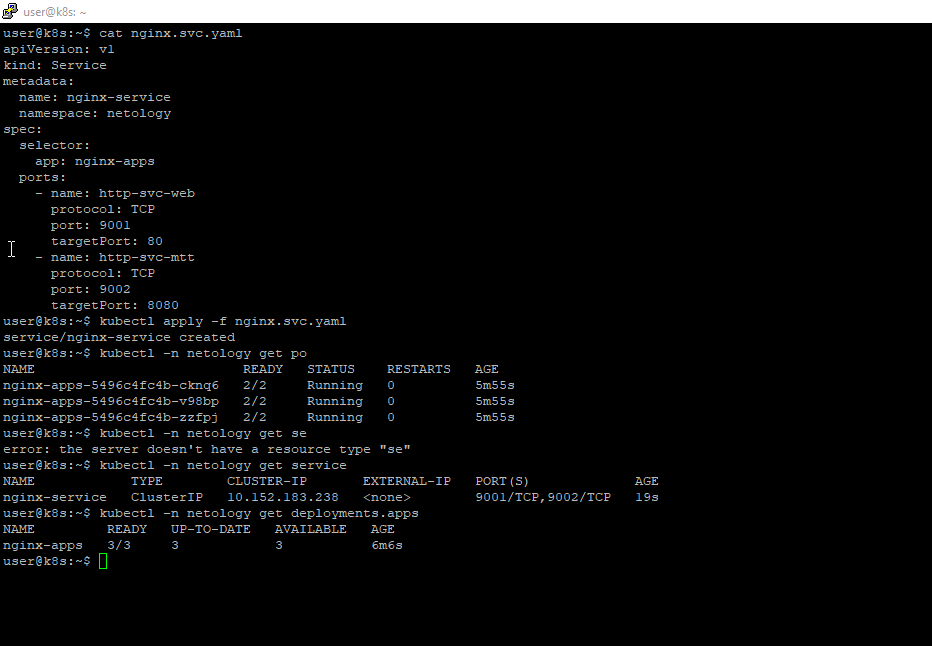 user@k8s: ~
user@k8s:~$ cat nginx.svc.yaml
apiVersion: v1
kind: Service
metadata:
  name: nginx-service
  namespace: netology
spec:
  selector:
    app: nginx-apps
  ports:
    - name: http-svc-web
      protocol: TCP
      port: 9001
      targetPort: 80
    - name: http-svc-mtt
      protocol: TCP
      port: 9002
      targetPort: 8080
user@k8s:~$ kubectl apply -f nginx.svc.yaml
service/nginx-service created
user@k8s:~$ kubectl -n netology get po
NAME                          READY   STATUS    RESTARTS   AGE
nginx-apps-5496c4fc4b-cknq6   2/2     Running   0          5m55s
nginx-apps-5496c4fc4b-v98bp   2/2     Running   0          5m55s
nginx-apps-5496c4fc4b-zzfpj   2/2     Running   0          5m55s
user@k8s:~$ kubectl -n netology get se
error: the server doesn't have a resource type "se"
user@k8s:~$ kubectl -n netology get service
NAME            TYPE        CLUSTER-IP       EXTERNAL-IP   PORT(S)             AGE
nginx-service   ClusterIP   10.152.183.238   <none>        9001/TCP,9002/TCP   19s
user@k8s:~$ kubectl -n netology get deployments.apps
NAME         READY   UP-TO-DATE   AVAILABLE   AGE
nginx-apps   3/3     3            3           6m6s
user@k8s:~$